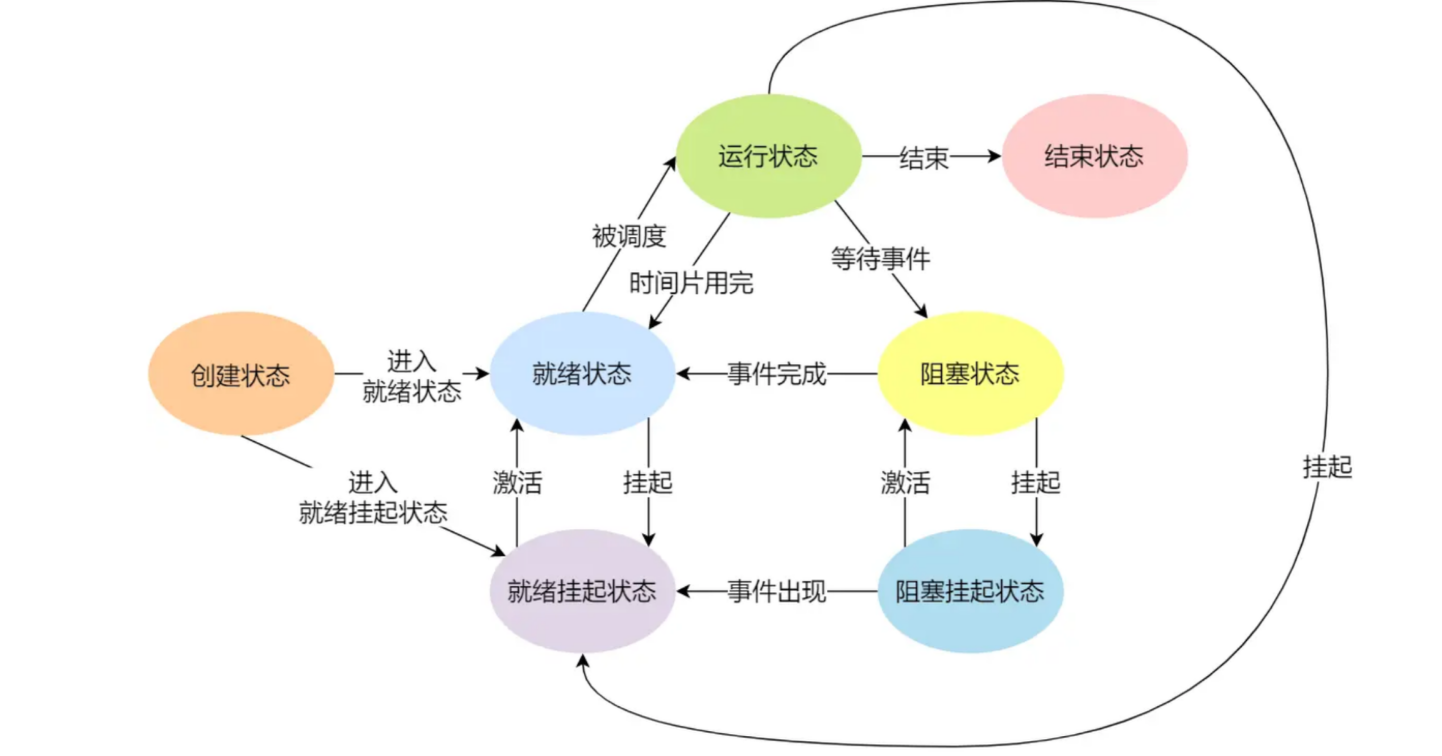 运行状态
结束
结束状态
被调度
等待事件
时间片用完
创建状态
进入
就绪状态
就绪状态
事件完成
阻塞状态
进入
就绪挂起状态
激活
挂起
激活
挂起
挂起
就绪挂起状态
事件出现
阻塞挂起状态